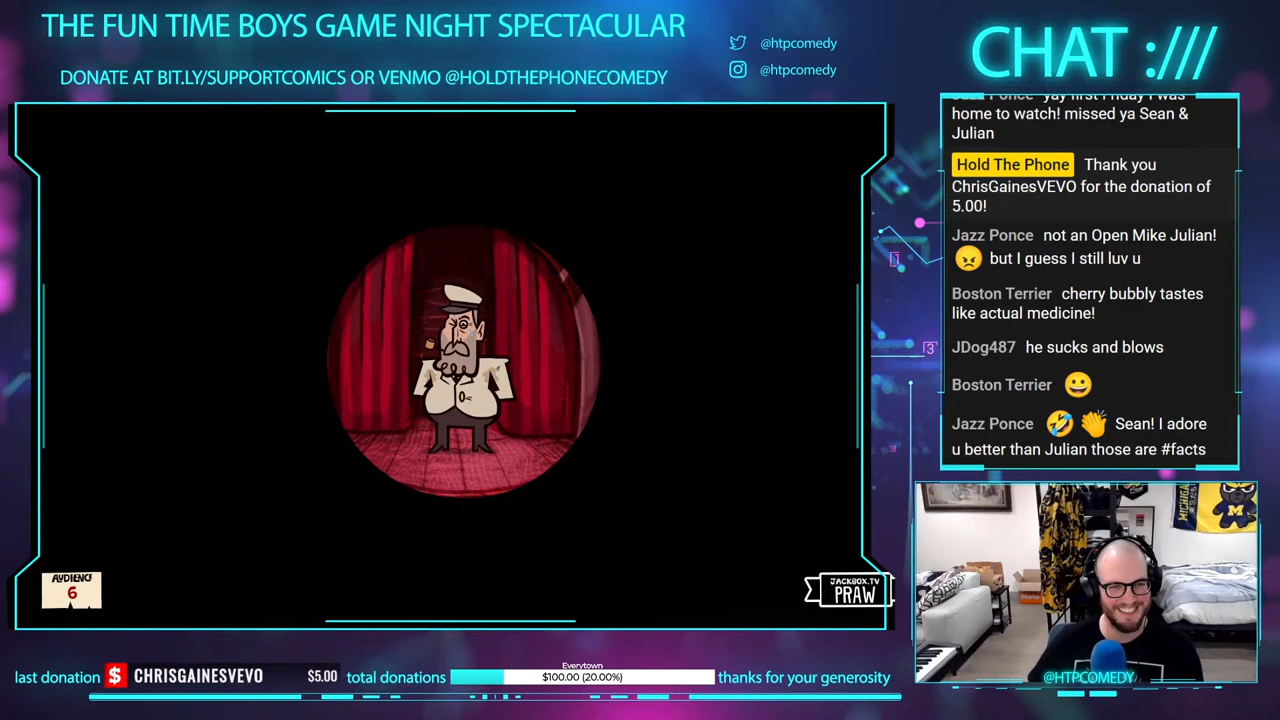 THE FUN TIME BOYS GAME NIGHT SPECTACULAR
DONATE AT BIT.LY/SUPPORTCOMICS OR VENMO @HOLDTHEPHONECOMEDY
@htpcomedy
@htpcomedy
CHAT :///
Jazz Ponce yay first Friday I was
home to watch! missed ya Sean &
Julian
Hold The Phone Thank you
ChrisGainesVEVO for the donation of
5.00!
Jazz Ponce not an Open Mike Julian!
😠 but I guess I still luv u
Boston Terrier cherry bubbly tastes
like actual medicine!
JDog487 he sucks and blows
Boston Terrier 😀
Jazz Ponce 🤣 👏 Sean! I adore
u better than Julian those are #facts
AUDIENCE
6
JACKBOX.TV
PRAW
MICHIG
M
@HTPCOMEDY
last donation $ CHRISGAINESVEVO $5.00 total donations
Everytown
$100.00 (20.00%)
thanks for your generosity